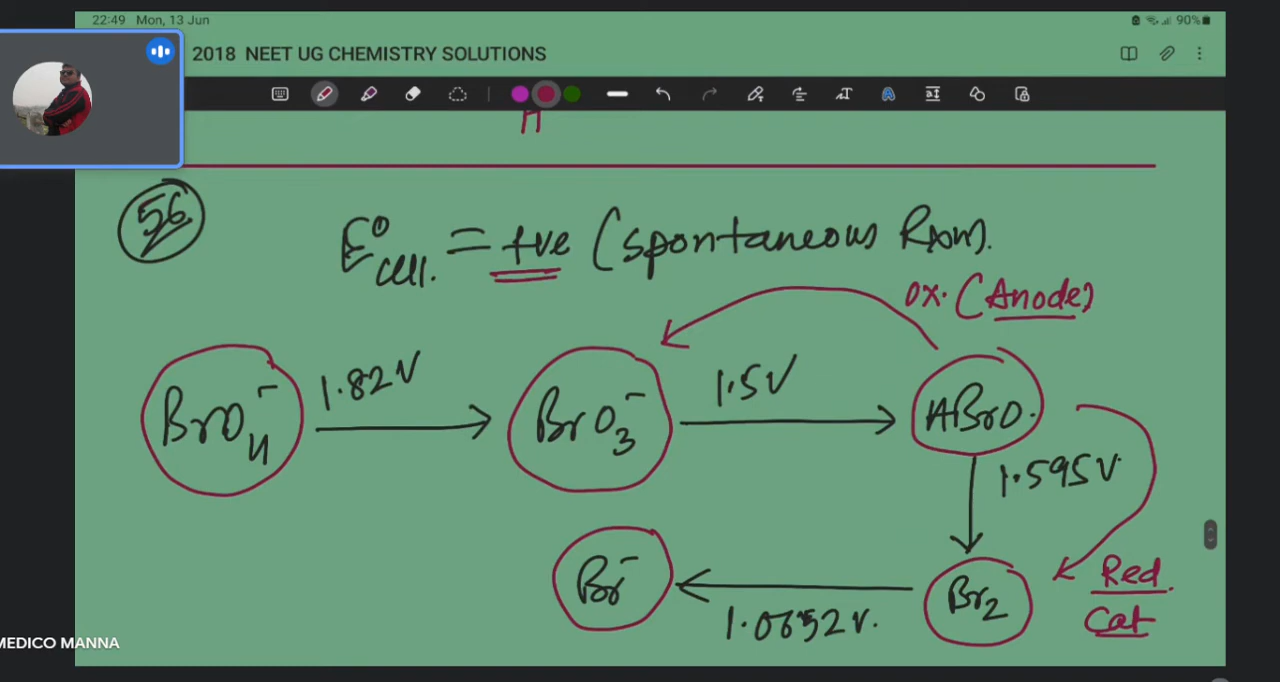 22:49 Mon, 13 Jun
90%
2018 NEET UG CHEMISTRY SOLUTIONS
H
56
E°cell. = +ve (spontaneous Rxn).
ox. (Anode)
BrO4⁻ 1.82V BrO3⁻ 1.5V HBrO.
1.595V.
Br⁻ 1.0652V. Br2
Red.
Cat
MEDICO MANNA